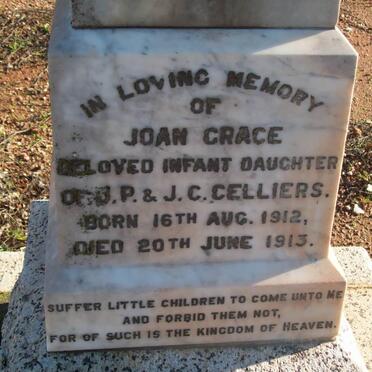 IN LOVING MEMORY
OF
JOAN GRACE
BELOVED INFANT DAUGHTER
OF J.P. & J.C. CELLIERS.
BORN 16TH AUG. 1912,
DIED 20TH JUNE 1913.
SUFFER LITTLE CHILDREN TO COME UNTO ME
AND FORBID THEM NOT,
FOR OF SUCH IS THE KINGDOM OF HEAVEN.